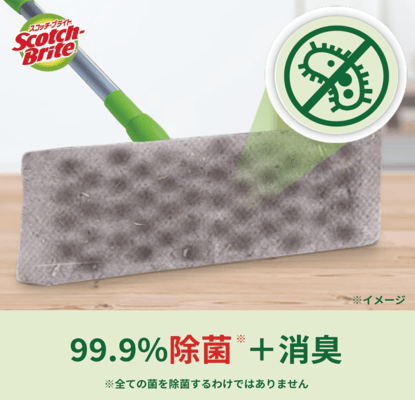 スコッチ・ブライト
Scotch-
Brite
※イメージ
99.9%除菌※＋消臭
※全ての菌を除菌するわけではありません